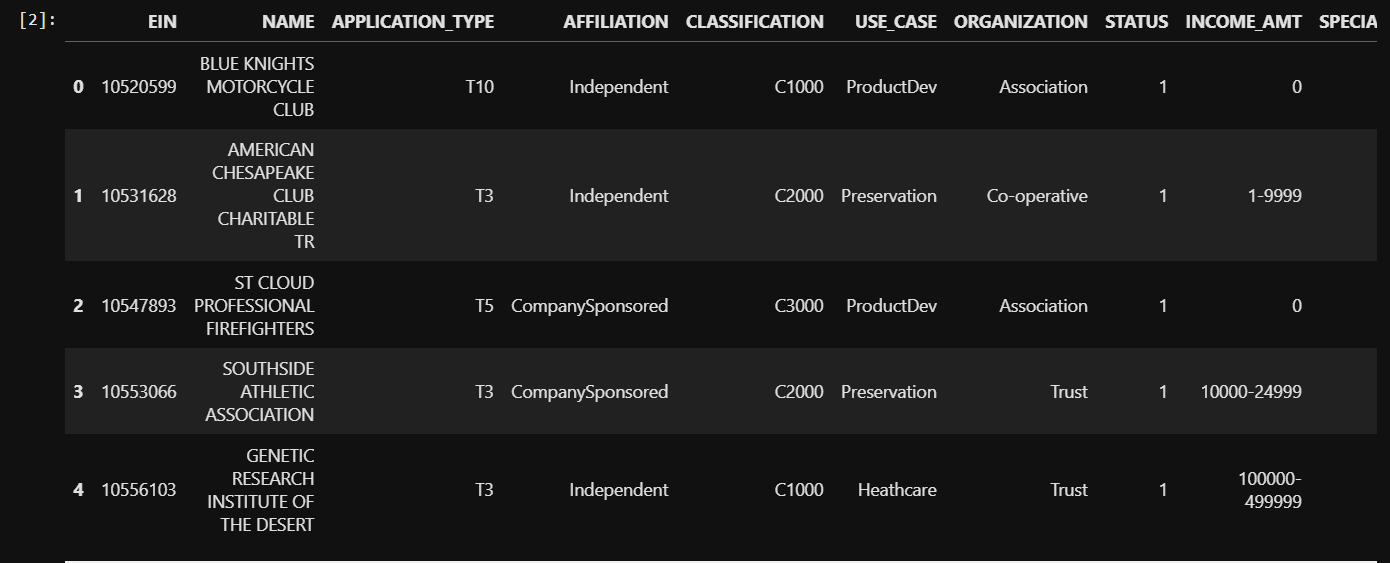 [2]:
EIN NAME APPLICATION_TYPE AFFILIATION CLASSIFICATION USE_CASE ORGANIZATION STATUS INCOME_AMT SPECIA
BLUE KNIGHTS
0 10520599 MOTORCYCLE T10 Independent C1000 ProductDev Association 1 0
CLUB
AMERICAN
CHESAPEAKE
1 10531628 CLUB T3 Independent C2000 Preservation Co-operative 1 1-9999
CHARITABLE
TR
ST CLOUD
2 10547893 PROFESSIONAL T5 CompanySponsored C3000 ProductDev Association 1 0
FIREFIGHTERS
SOUTHSIDE
3 10553066 ATHLETIC T3 CompanySponsored C2000 Preservation Trust 1 10000-24999
ASSOCIATION
GENETIC
RESEARCH
4 10556103 INSTITUTE OF T3 Independent C1000 Heathcare Trust 1 100000-
499999
THE DESERT